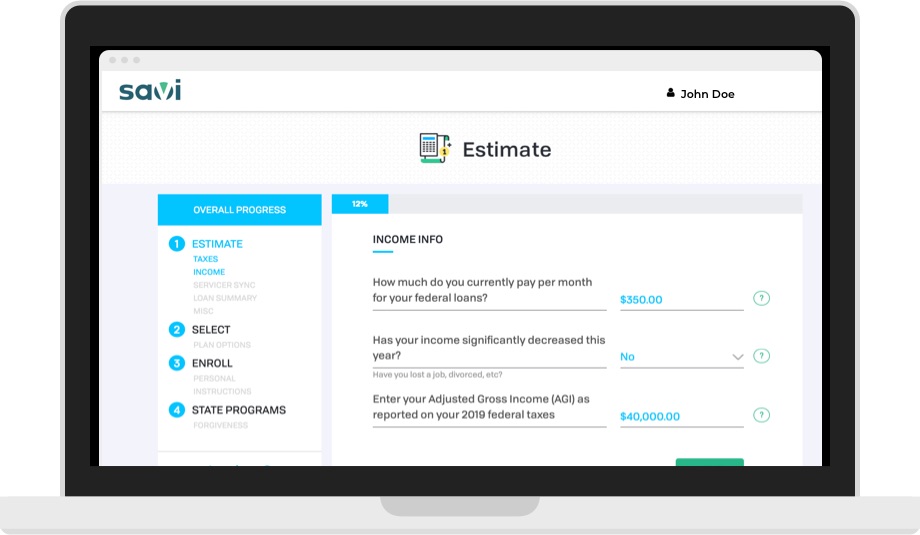 savi
John Doe
1
Estimate
OVERALL PROGRESS
1 ESTIMATE
TAXES
INCOME
SERVICER SYNC
LOAN SUMMARY
MISC
2 SELECT
PLAN OPTIONS
3 ENROLL
PERSONAL
INSTRUCTIONS
4 STATE PROGRAMS
FORGIVENESS
12%
INCOME INFO
How much do you currently pay per month
for your federal loans?
$350.00 ?
Has your income significantly decreased this
year?
No ?
Have you lost a job, divorced, etc?
Enter your Adjusted Gross Income (AGI) as
reported on your 2019 federal taxes
$40,000.00 ?